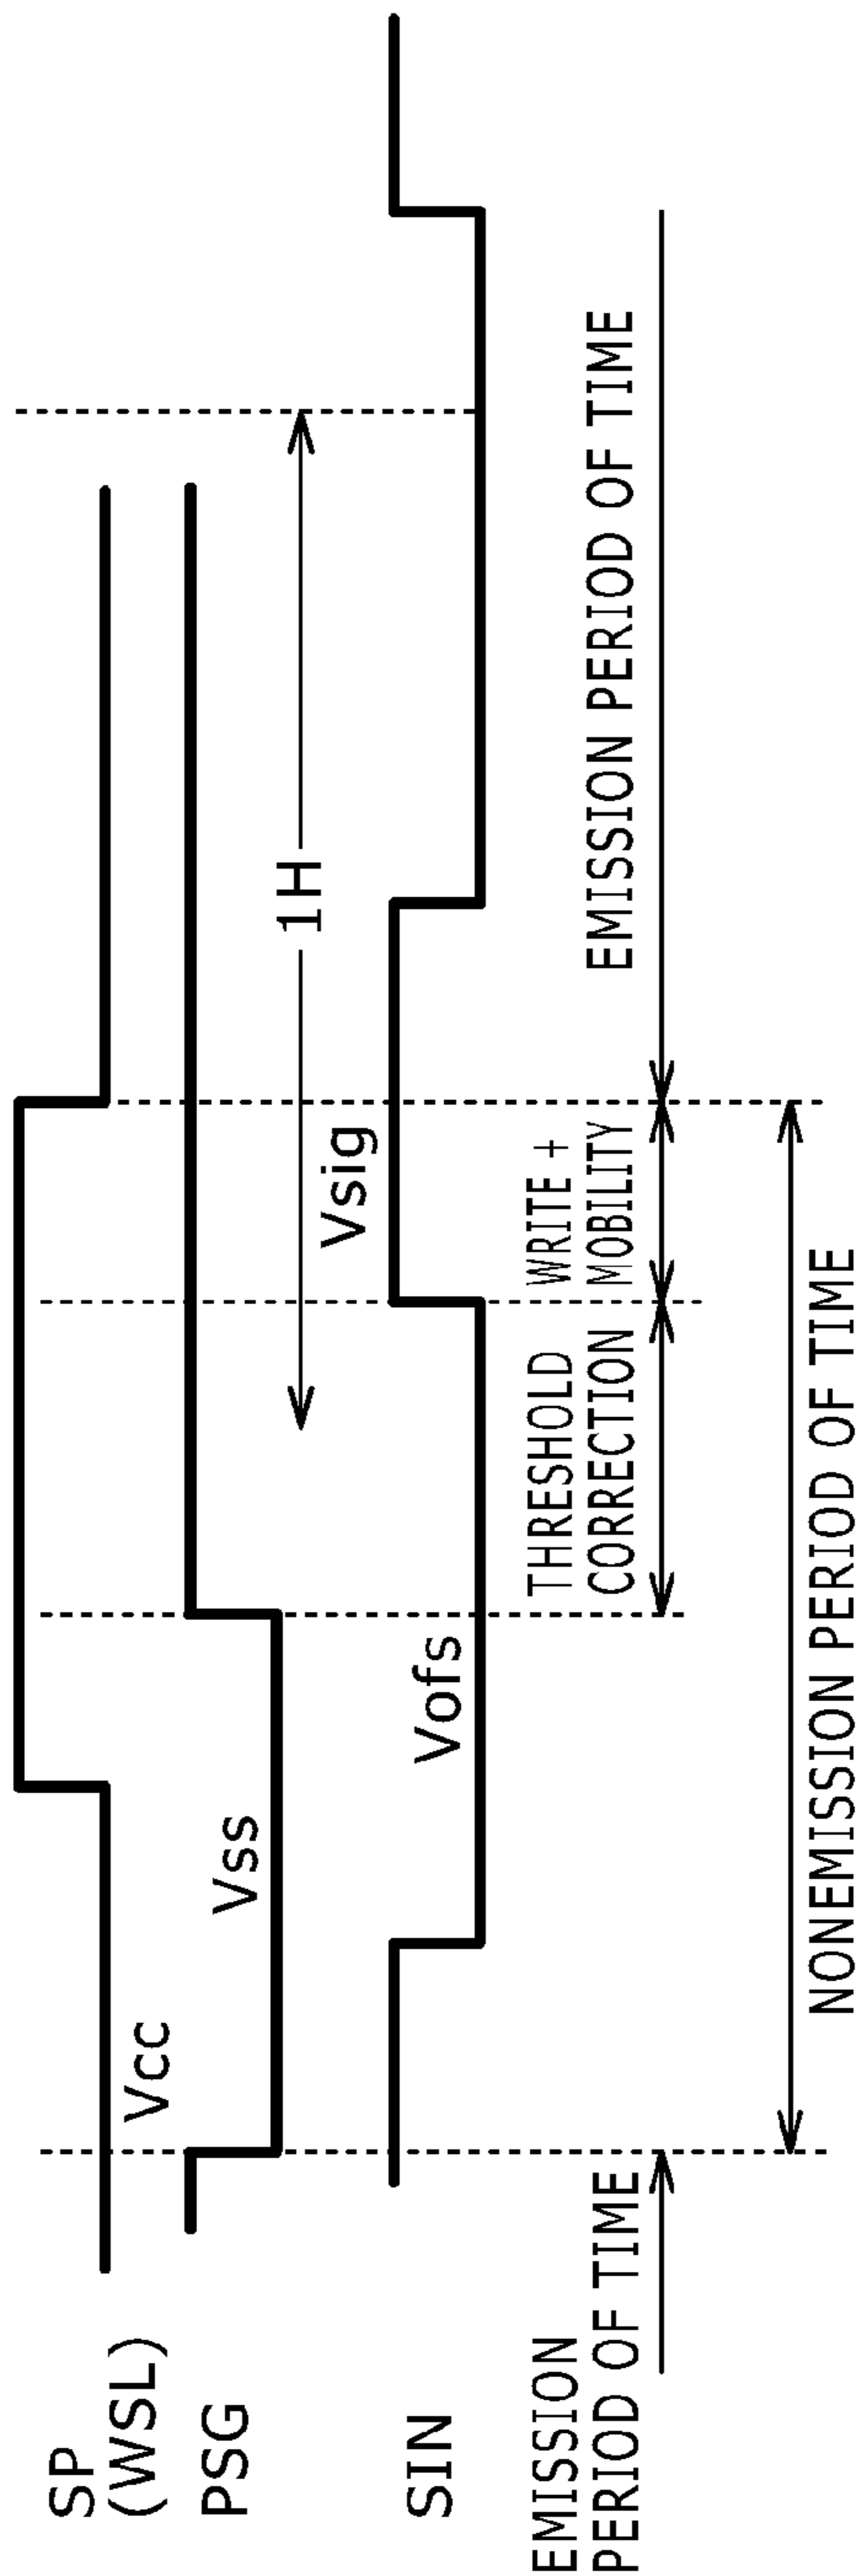 SP
(WSL)
Vcc
PSG
Vss
1H
Vsig
SIN
Vofs
EMISSION
PERIOD OF TIME
THRESHOLD
CORRECTION
WRITE +
MOBILITY
EMISSION PERIOD OF TIME
NONEMISSION PERIOD OF TIME